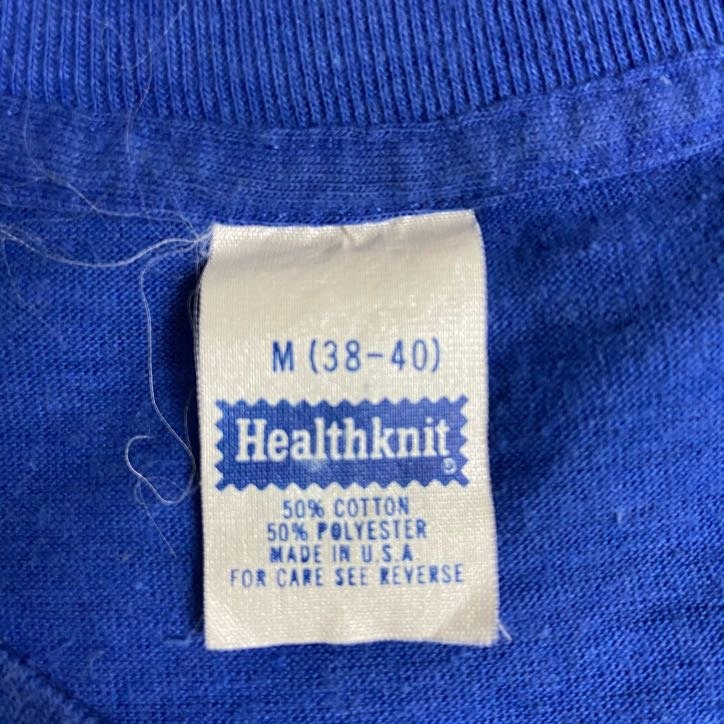 M (38-40)
Healthknit®
50% COTTON
50% POLYESTER
MADE IN U.S.A
FOR CARE SEE REVERSE